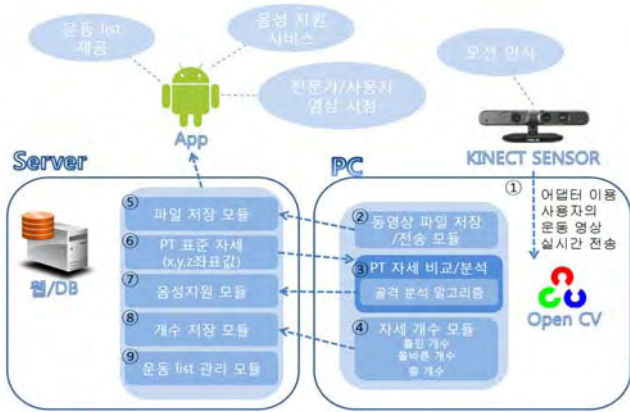 운동 list
제공
음성 지원
서비스
전문가/사용자
영상 시청
모션 인식
App
KINECT SENSOR
Server
PC
①
어댑터 이용
사용자의
운동 영상
실시간 전송
⑤
파일 저장 모듈
⑥
PT 표준 자세
(x,y,z좌표값)
⑦
음성지원 모듈
⑧
개수 저장 모듈
⑨
운동 list 관리 모듈
웹/DB
②
동영상 파일 저장
/전송 모듈
③
PT 자세 비교/분석
골격 분석 알고리즘
④
자세 개수 모듈
틀린 개수
올바른 개수
총 개수
Open CV